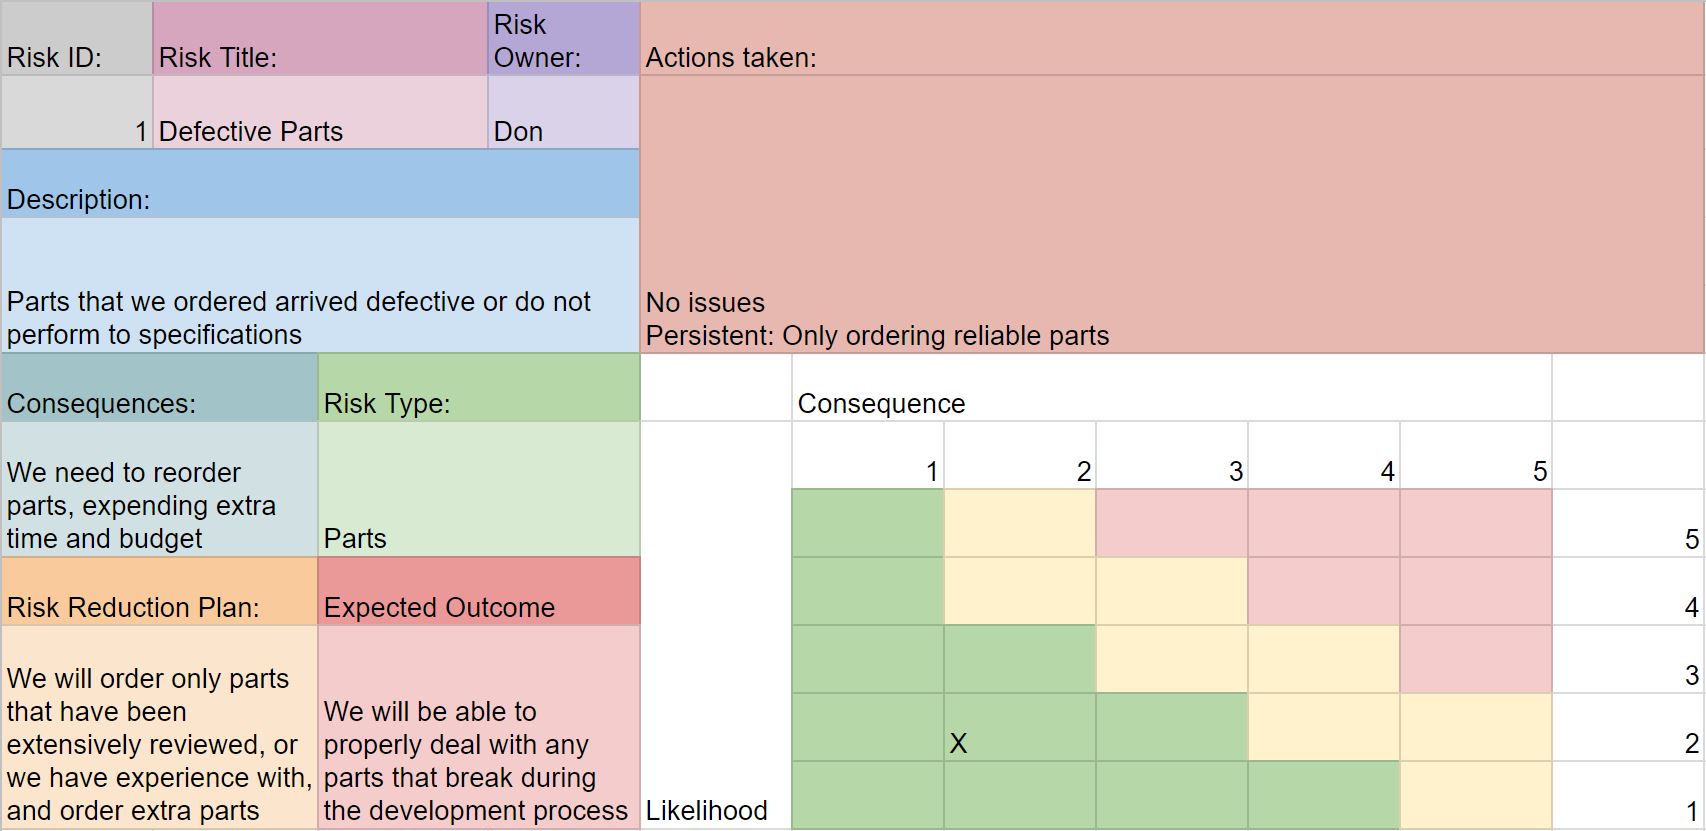 Risk ID:
Risk Title:
Risk
Owner:
Actions taken:
1
Defective Parts
Don
Description:
Parts that we ordered arrived defective or do not
perform to specifications
No issues
Persistent: Only ordering reliable parts
Consequences:
Risk Type:
We need to reorder
parts, expending extra
time and budget
Parts
Risk Reduction Plan:
Expected Outcome
We will order only parts
that have been
extensively reviewed, or
we have experience with,
and order extra parts
We will be able to
properly deal with any
parts that break during
the development process
Consequence
1 2 3 4 5
5
4
3
X 2
Likelihood 1